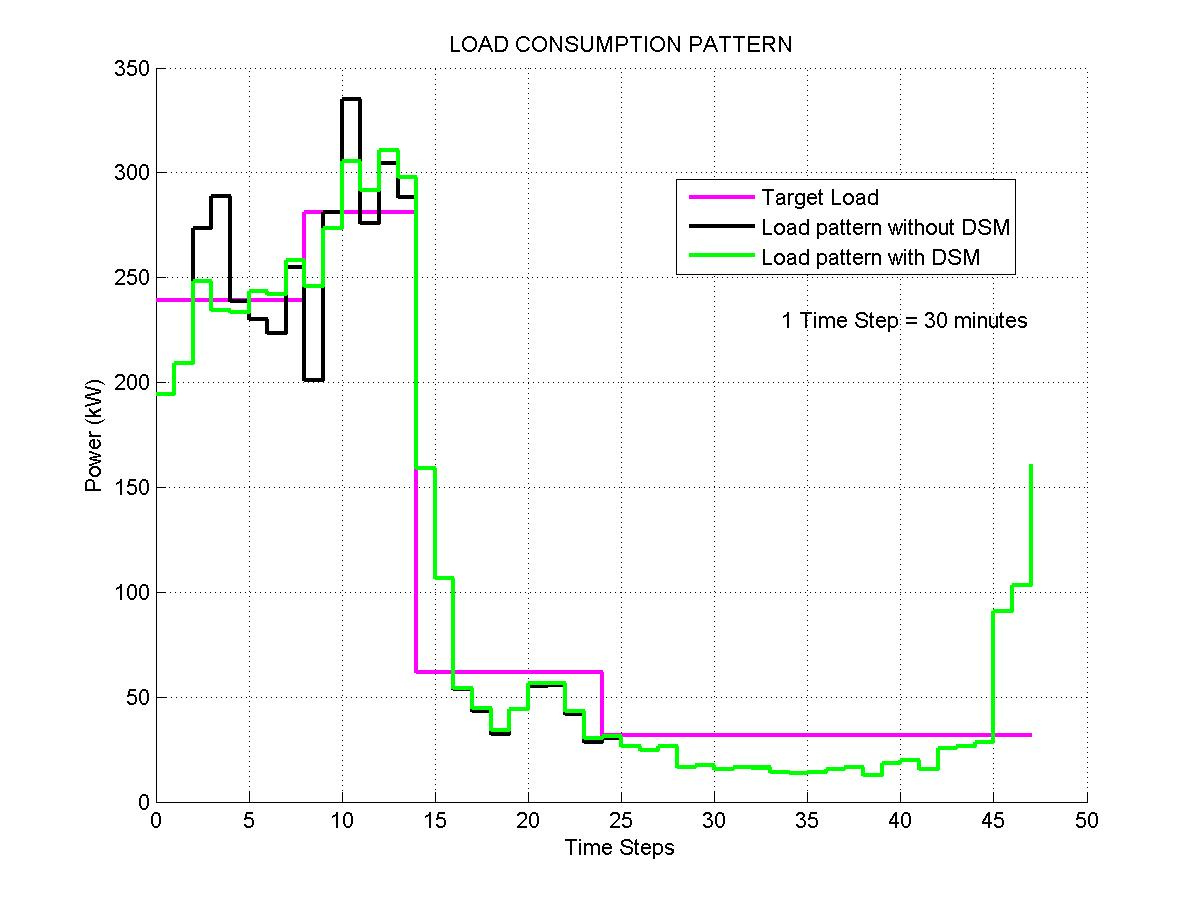 LOAD CONSUMPTION PATTERN
350
300
250
200
150
100
50
0
Power (kW)
Target Load
Load pattern without DSM
Load pattern with DSM
1 Time Step = 30 minutes
0 5 10 15 20 25 30 35 40 45 50
Time Steps